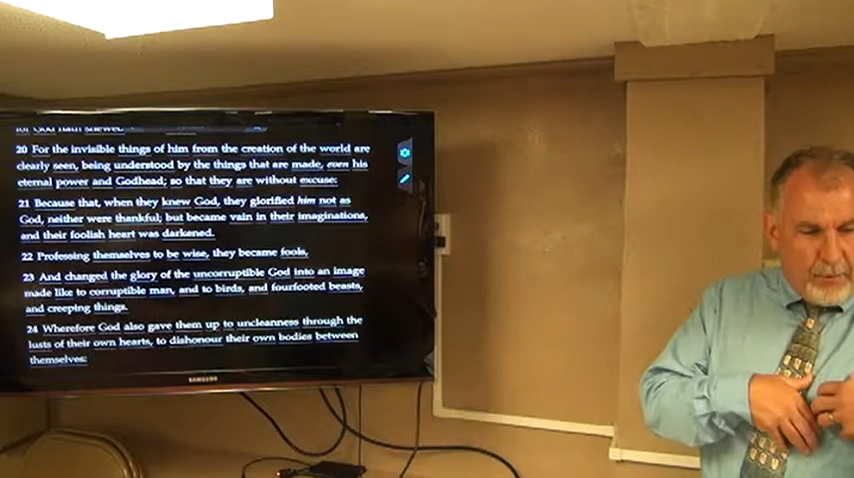 for God hath shewed
20 For the invisible things of him from the creation of the world are
clearly seen, being understood by the things that are made, even his
eternal power and Godhead; so that they are without excuse:
21 Because that, when they knew God, they glorified him not as
God, neither were thankful; but became vain in their imaginations,
and their foolish heart was darkened.
22 Professing themselves to be wise, they became fools,
23 And changed the glory of the uncorruptible God into an image
made like to corruptible man, and to birds, and fourfooted beasts,
and creeping things.
24 Wherefore God also gave them up to uncleanness through the
lusts of their own hearts, to dishonour their own bodies between
themselves:
SAMSUNG